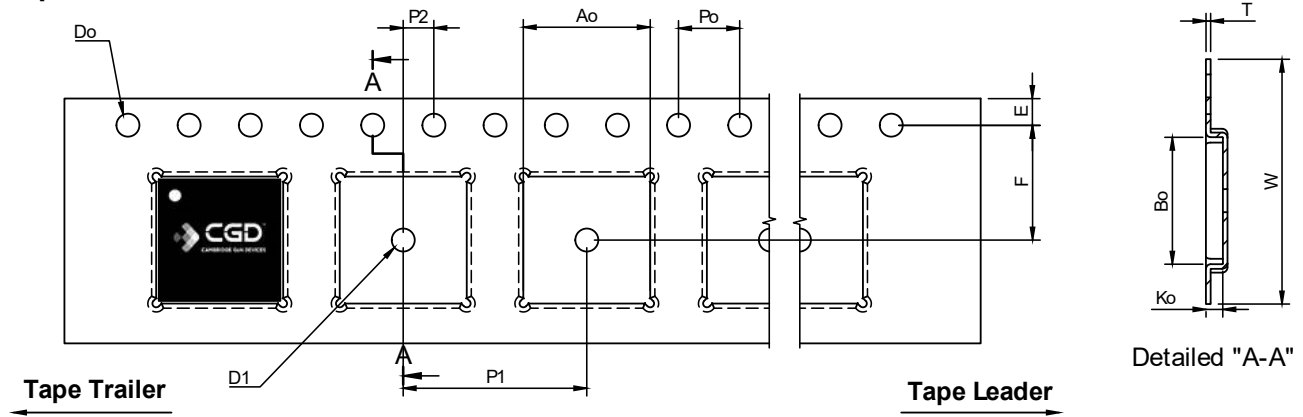 Do
P2
Ao
Po
T
A
E
F
Bo
W
Ko
CGD
CAMBRIDGE GAN DEVICES
A
D1
P1
Detailed "A-A"
Tape Trailer
Tape Leader